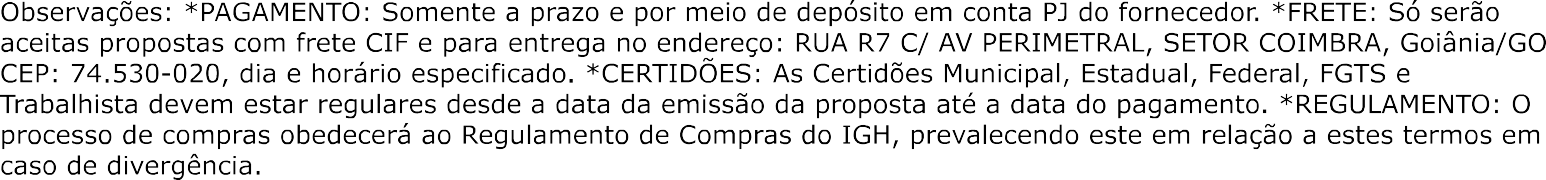 Observações: *PAGAMENTO: Somente a prazo e por meio de depósito em conta PJ do fornecedor. *FRETE: Só serão
aceitas propostas com frete CIF e para entrega no endereço: RUA R7 C/ AV PERIMETRAL, SETOR COIMBRA, Goiânia/GO
CEP: 74.530-020, dia e horário especificado. *CERTIDÕES: As Certidões Municipal, Estadual, Federal, FGTS e
Trabalhista devem estar regulares desde a data da emissão da proposta até a data do pagamento. *REGULAMENTO: O
processo de compras obedecerá ao Regulamento de Compras do IGH, prevalecendo este em relação a estes termos em
caso de divergência.